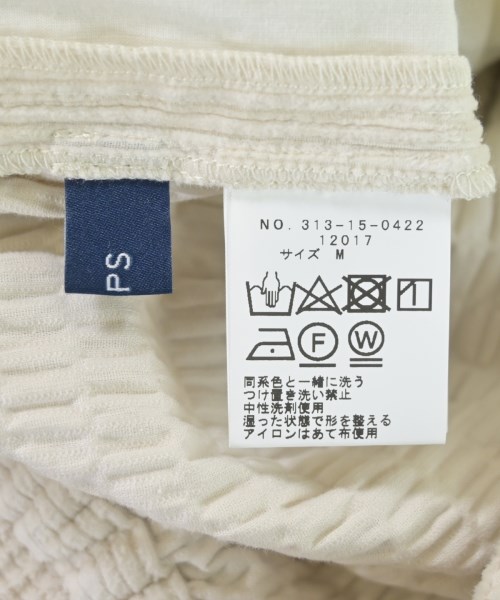 PS
NO. 313-15-0422
12017
サイズ M
F
W
同系色と一緒に洗う
つけ置き洗い禁止
中性洗剤使用
湿った状態で形を整える
アイロンはあて布使用